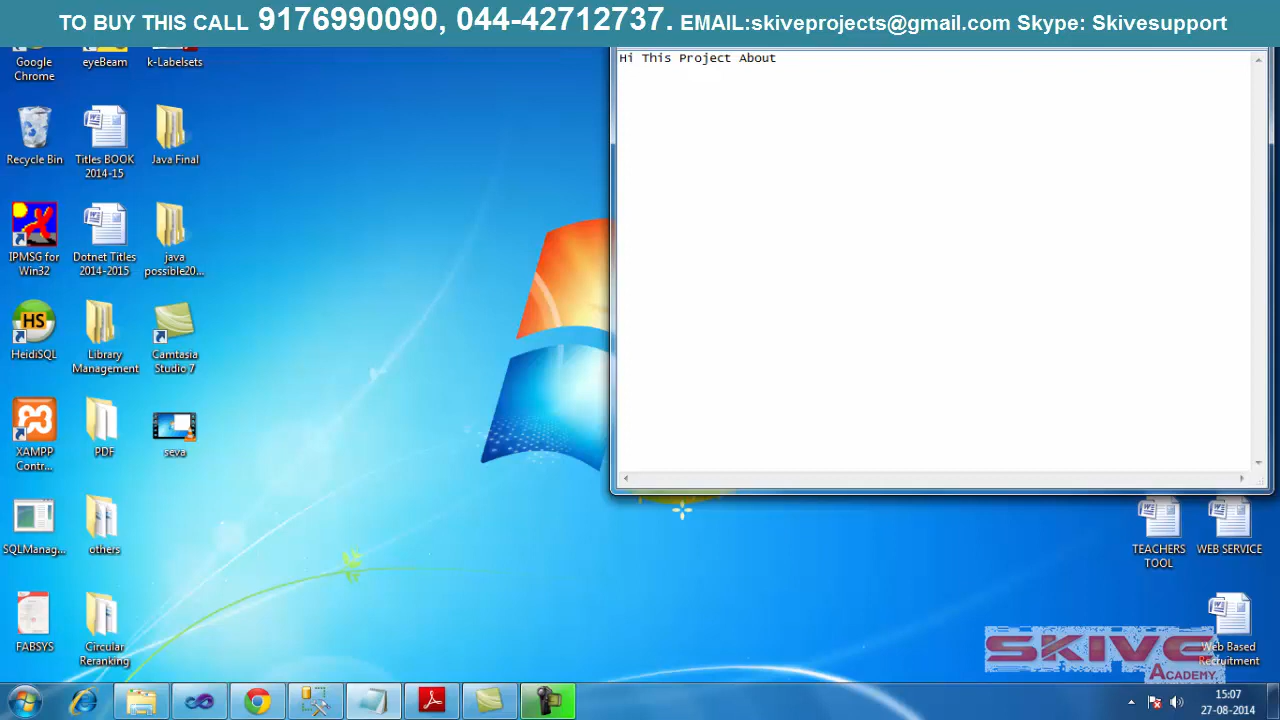 TO BUY THIS CALL 9176990090, 044-42712737. EMAIL:skiveprojects@gmail.com Skype: Skivesupport
Hi This Project About
Google
Chrome
eyeBeam
k-Labelsets
Recycle Bin
Titles BOOK
2014-15
Java Final
IPMSG for
Win32
Dotnet Titles
2014-2015
java
possible20...
HS
HeidiSQL
Library
Management
Camtasia
Studio 7
XAMPP
Contr...
PDF
seva
SQLManag...
others
TEACHERS
TOOL
WEB SERVICE
FABSYS
Circular
Reranking
Web Based
Recruitment
SKIVE
ACADEMY.
15:07
27-08-2014